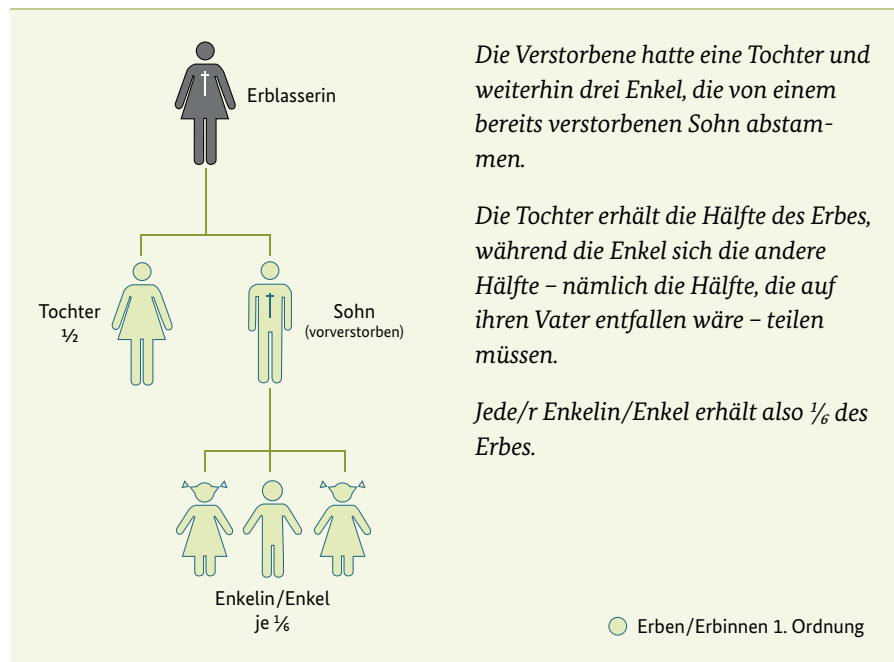 Erblasserin
Tochter
½
Sohn
(vorverstorben)
Enkelin/Enkel
je ⅙
Die Verstorbene hatte eine Tochter und
weiterhin drei Enkel, die von einem
bereits verstorbenen Sohn abstam-
men.
Die Tochter erhält die Hälfte des Erbes,
während die Enkel sich die andere
Hälfte – nämlich die Hälfte, die auf
ihren Vater entfallen wäre – teilen
müssen.
Jede/r Enkelin/Enkel erhält also ⅙ des
Erbes.
Erben/Erbinnen 1. Ordnung